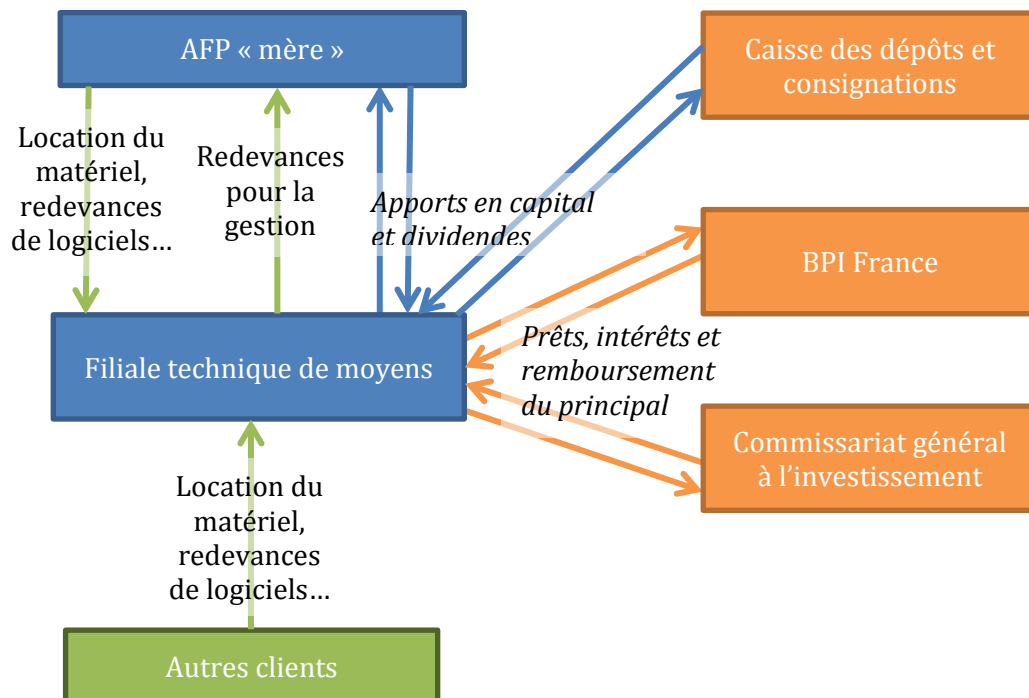 AFP « mère »
Caisse des dépôts et
consignations
Location du
matériel,
redevances
de logiciels…
Redevances
pour la
gestion
Apports en capital
et dividendes
BPI France
Filiale technique de moyens
Prêts, intérêts et
remboursement
du principal
Commissariat général
à l’investissement
Location du
matériel,
redevances
de logiciels…
Autres clients